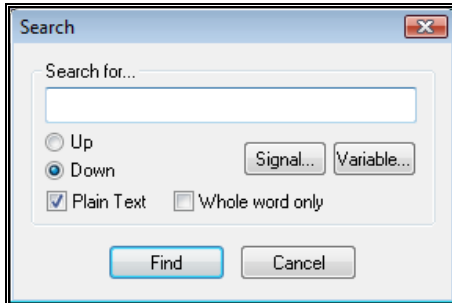 Search
Search for...
Up
Down
Signal... Variable...
Plain Text Whole word only
Find Cancel